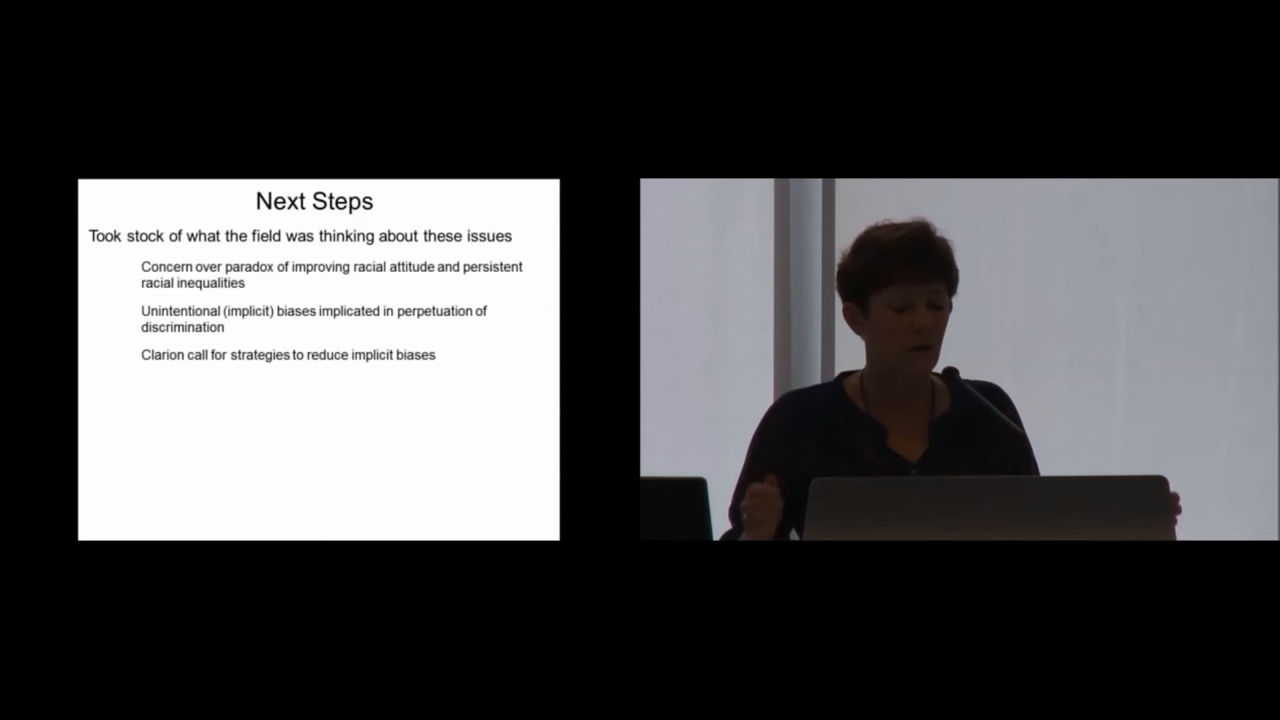 Next Steps
Took stock of what the field was thinking about these issues
Concern over paradox of improving racial attitude and persistent
racial inequalities
Unintentional (implicit) biases implicated in perpetuation of
discrimination
Clarion call for strategies to reduce implicit biases